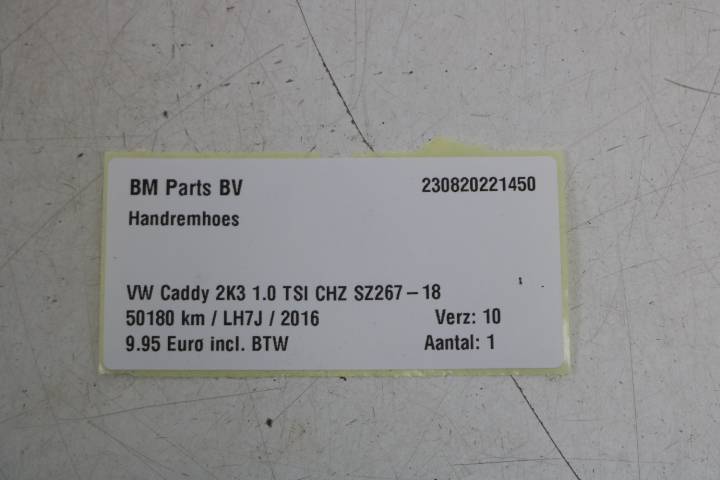 BM Parts BV 230820221450
Handremhoes
VW Caddy 2K3 1.0 TSI CHZ SZ267-18
50180 km / LH7J / 2016 Verz: 10
9.95 Euro incl. BTW Aantal: 1